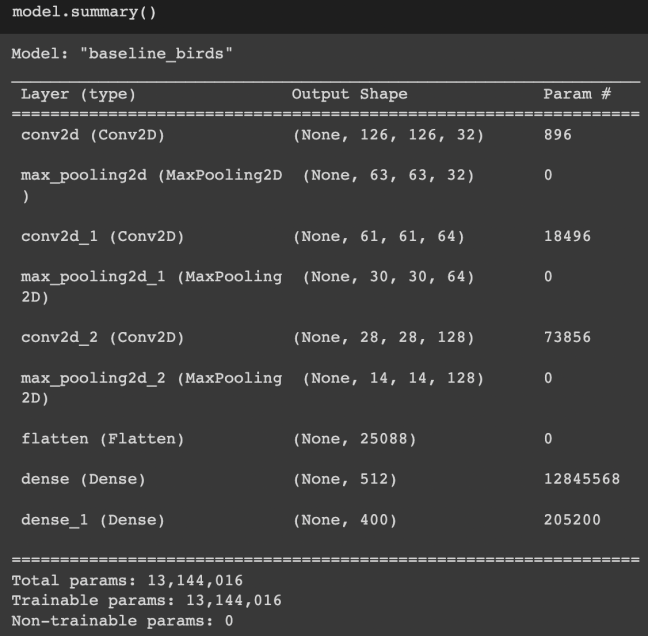 model.summary()
Model: "baseline_birds"
Layer (type) Output Shape Param #
=================================================================
conv2d (Conv2D) (None, 126, 126, 32) 896
max_pooling2d (MaxPooling2D (None, 63, 63, 32) 0
)
conv2d_1 (Conv2D) (None, 61, 61, 64) 18496
max_pooling2d_1 (MaxPooling (None, 30, 30, 64) 0
2D)
conv2d_2 (Conv2D) (None, 28, 28, 128) 73856
max_pooling2d_2 (MaxPooling (None, 14, 14, 128) 0
2D)
flatten (Flatten) (None, 25088) 0
dense (Dense) (None, 512) 12845568
dense_1 (Dense) (None, 400) 205200
=================================================================
Total params: 13,144,016
Trainable params: 13,144,016
Non-trainable params: 0